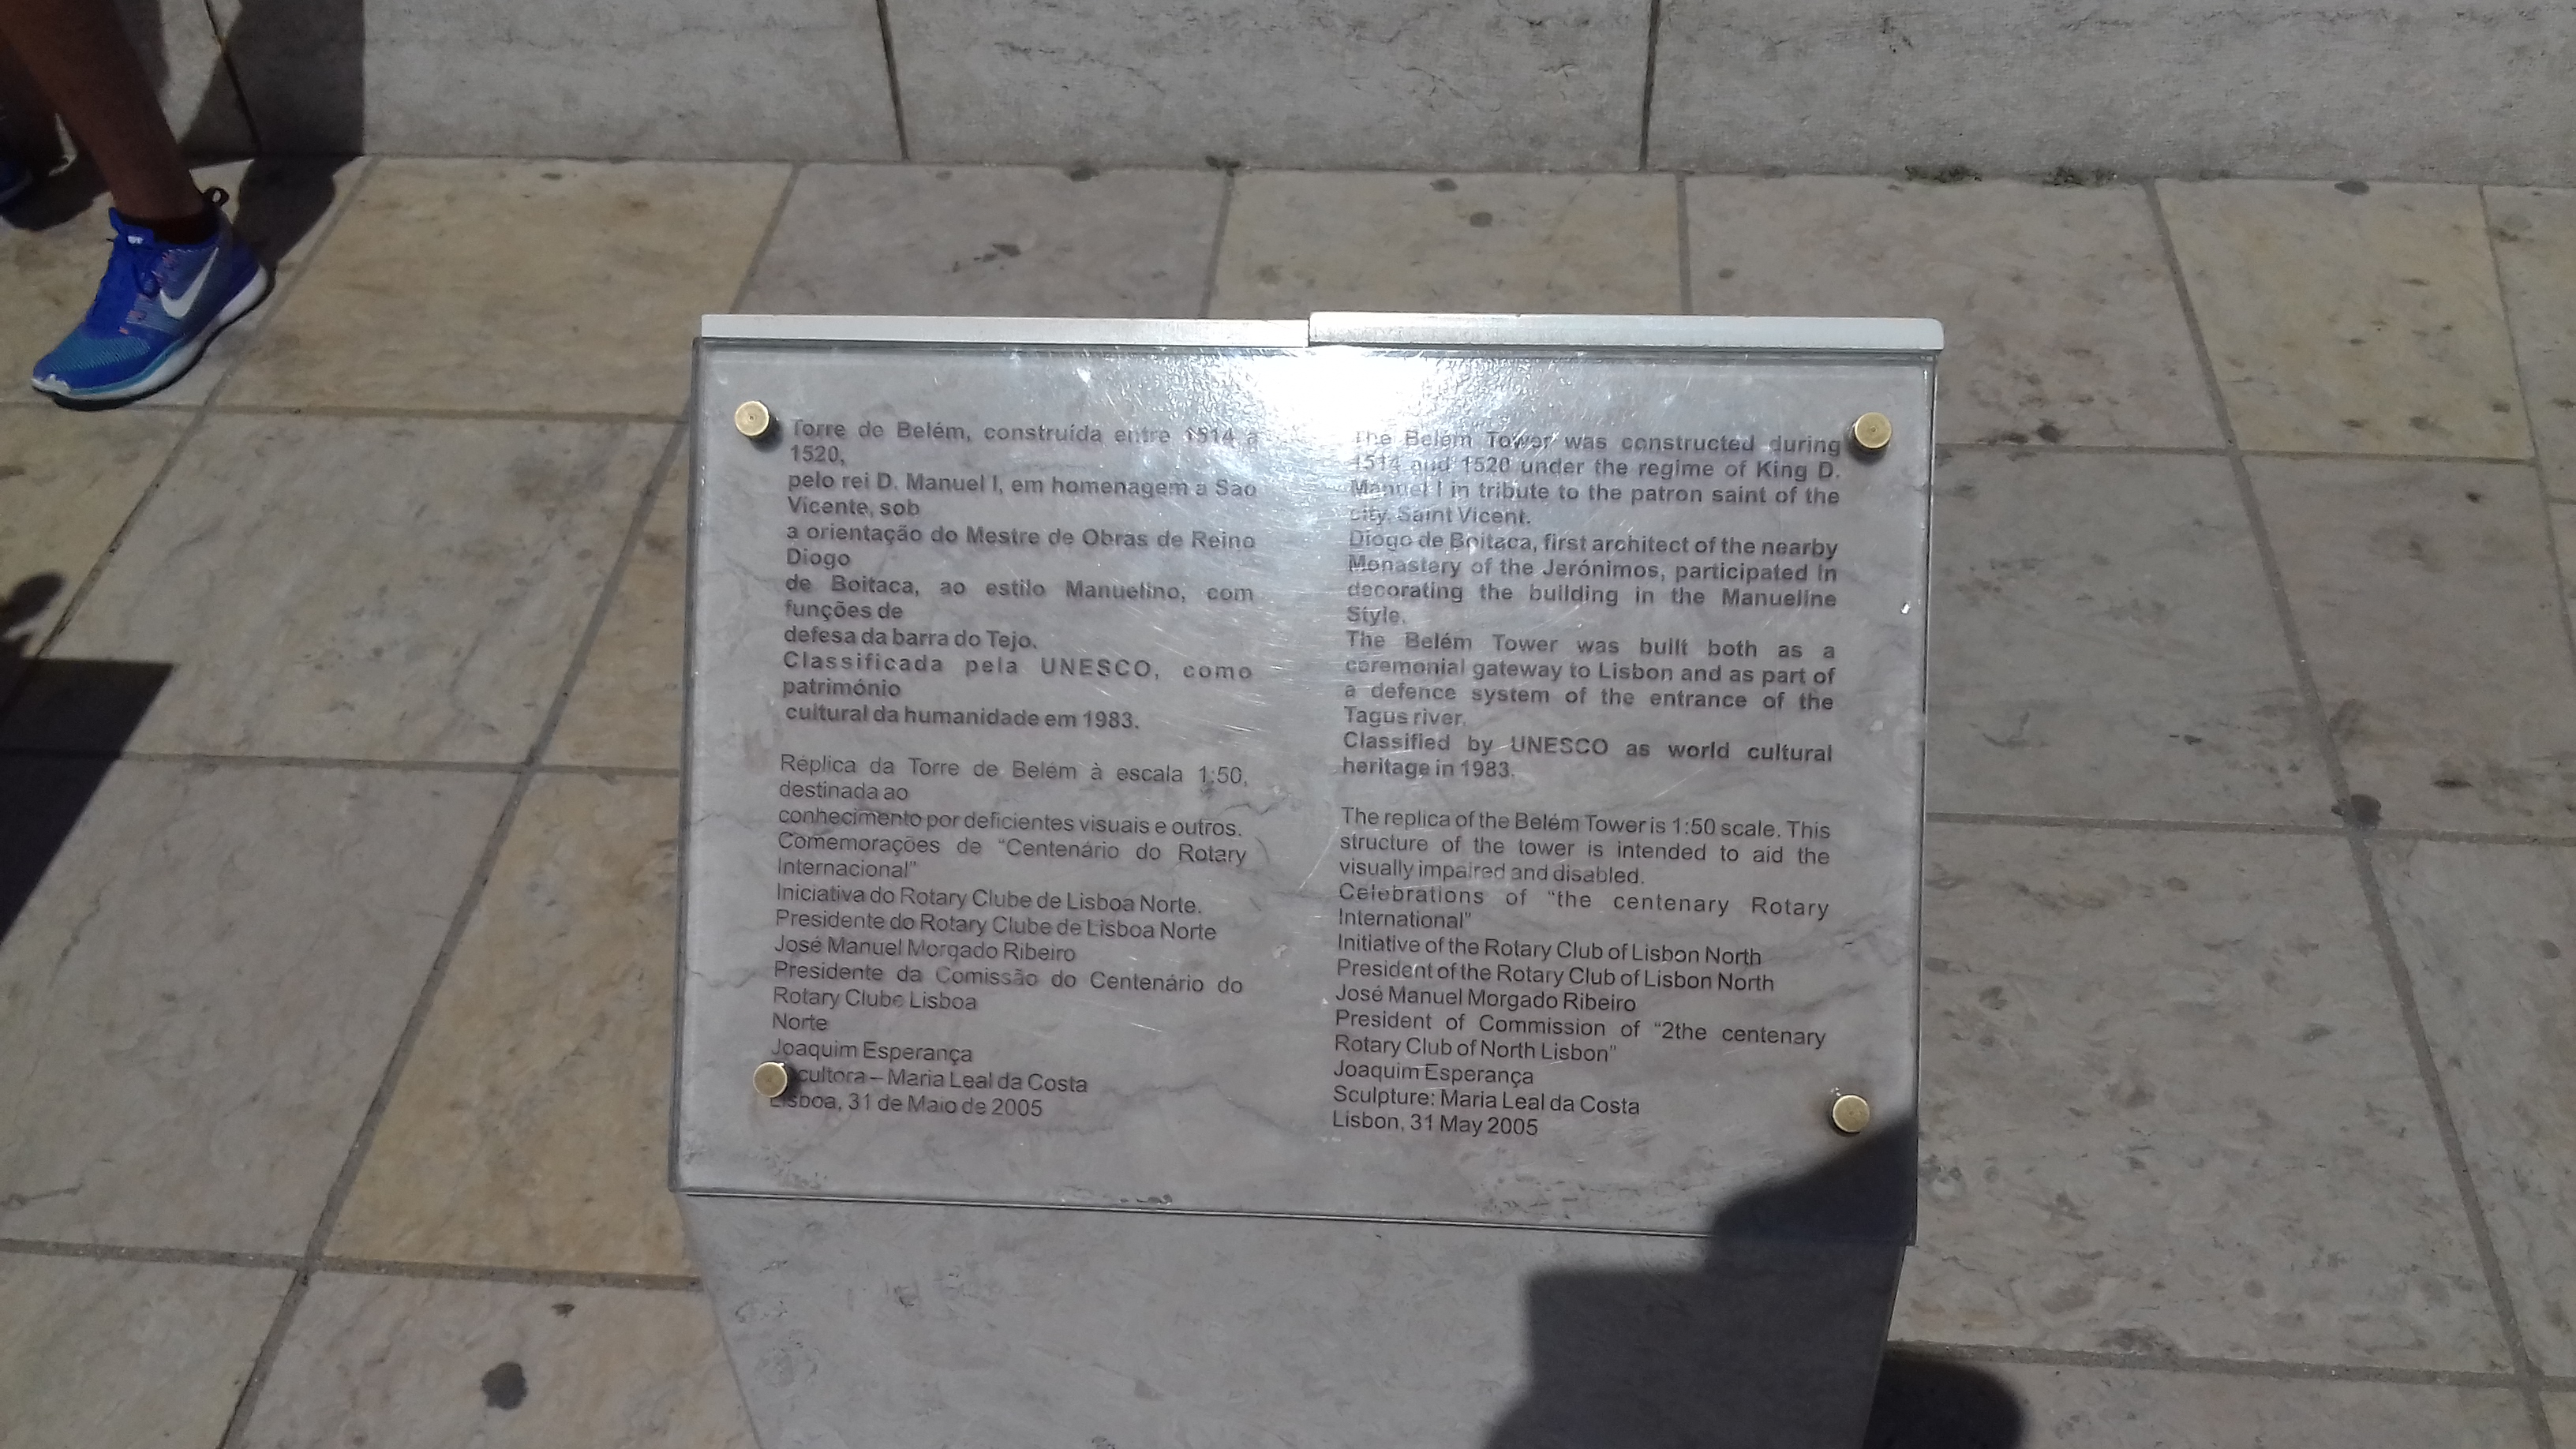 Torre de Belém, construída entre 1514 a
1520,
pelo rei D. Manuel I, em homenagem a São
Vicente, sob
a orientação do Mestre de Obras de Reino
Diogo
de Boitaca, ao estilo Manuelino, com
funções de
defesa da barra do Tejo.
Classificada pela UNESCO, como
património
cultural da humanidade em 1983.
Réplica da Torre de Belém à escala 1:50,
destinada ao
conhecimento por deficientes visuais e outros.
Comemorações de “Centenário do Rotary
Internacional”
Iniciativa do Rotary Clube de Lisboa Norte.
Presidente do Rotary Clube de Lisboa Norte
José Manuel Morgado Ribeiro
Presidente da Comissão do Centenário do
Rotary Clube Lisboa
Norte
Joaquim Esperança
– Maria Leal da Costa
Lisboa, 31 de Maio de 2005
The Belém Tower was constructed during
1514 and 1520 under the regime of King D.
Manuel I in tribute to the patron saint of the
city, Saint Vicent.
Diogo de Boitaca, first architect of the nearby
Monastery of the Jerónimos, participated in
decorating the building in the Manueline
Style.
The Belém Tower was built both as a
ceremonial gateway to Lisbon and as part of
a defence system of the entrance of the
Tagus river.
Classified by UNESCO as world cultural
heritage in 1983.
The replica of the Belém Tower is 1:50 scale. This
structure of the tower is intended to aid the
visually impaired and disabled.
Celebrations of “the centenary Rotary
International”
Initiative of the Rotary Club of Lisbon North
President of the Rotary Club of Lisbon North
José Manuel Morgado Ribeiro
President of Commission of “2the centenary
Rotary Club of North Lisbon”
Joaquim Esperança
Sculpture: Maria Leal da Costa
Lisbon, 31 May 2005